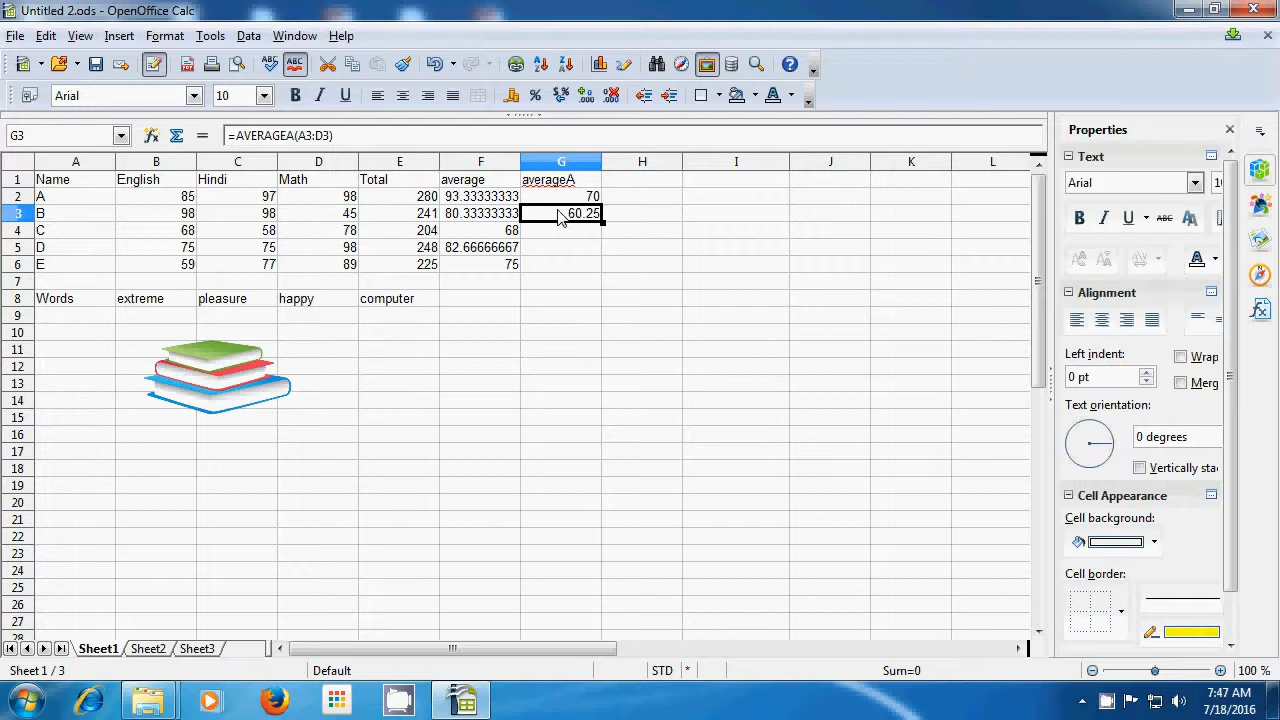 Untitled 2.ods - OpenOffice Calc
File Edit View Insert Format Tools Data Window Help
Arial 10
G3 =AVERAGEA(A3:D3)
Properties
A B C D E F G H I J K L
1 Name English Hindi Math Total average averageA
2 A 85 97 98 280 93.33333333 70
3 B 98 98 45 241 80.33333333 60.25
4 C 68 58 78 204 68
5 D 75 75 98 248 82.66666667
6 E 59 77 89 225 75
7
8 Words extreme pleasure happy computer
9
10
11
12
13
14
15
16
17
18
19
20
21
22
23
24
25
26
27
28
Text
Arial
Alignment
Wrap
Left indent:
0 pt
Merg
Text orientation:
0 degrees
Vertically sta
Cell Appearance
Cell background:
Cell border:
Sheet1 Sheet2 Sheet3
Sheet 1 / 3 Default STD * Sum=0 100 %
7:47 AM
7/18/2016